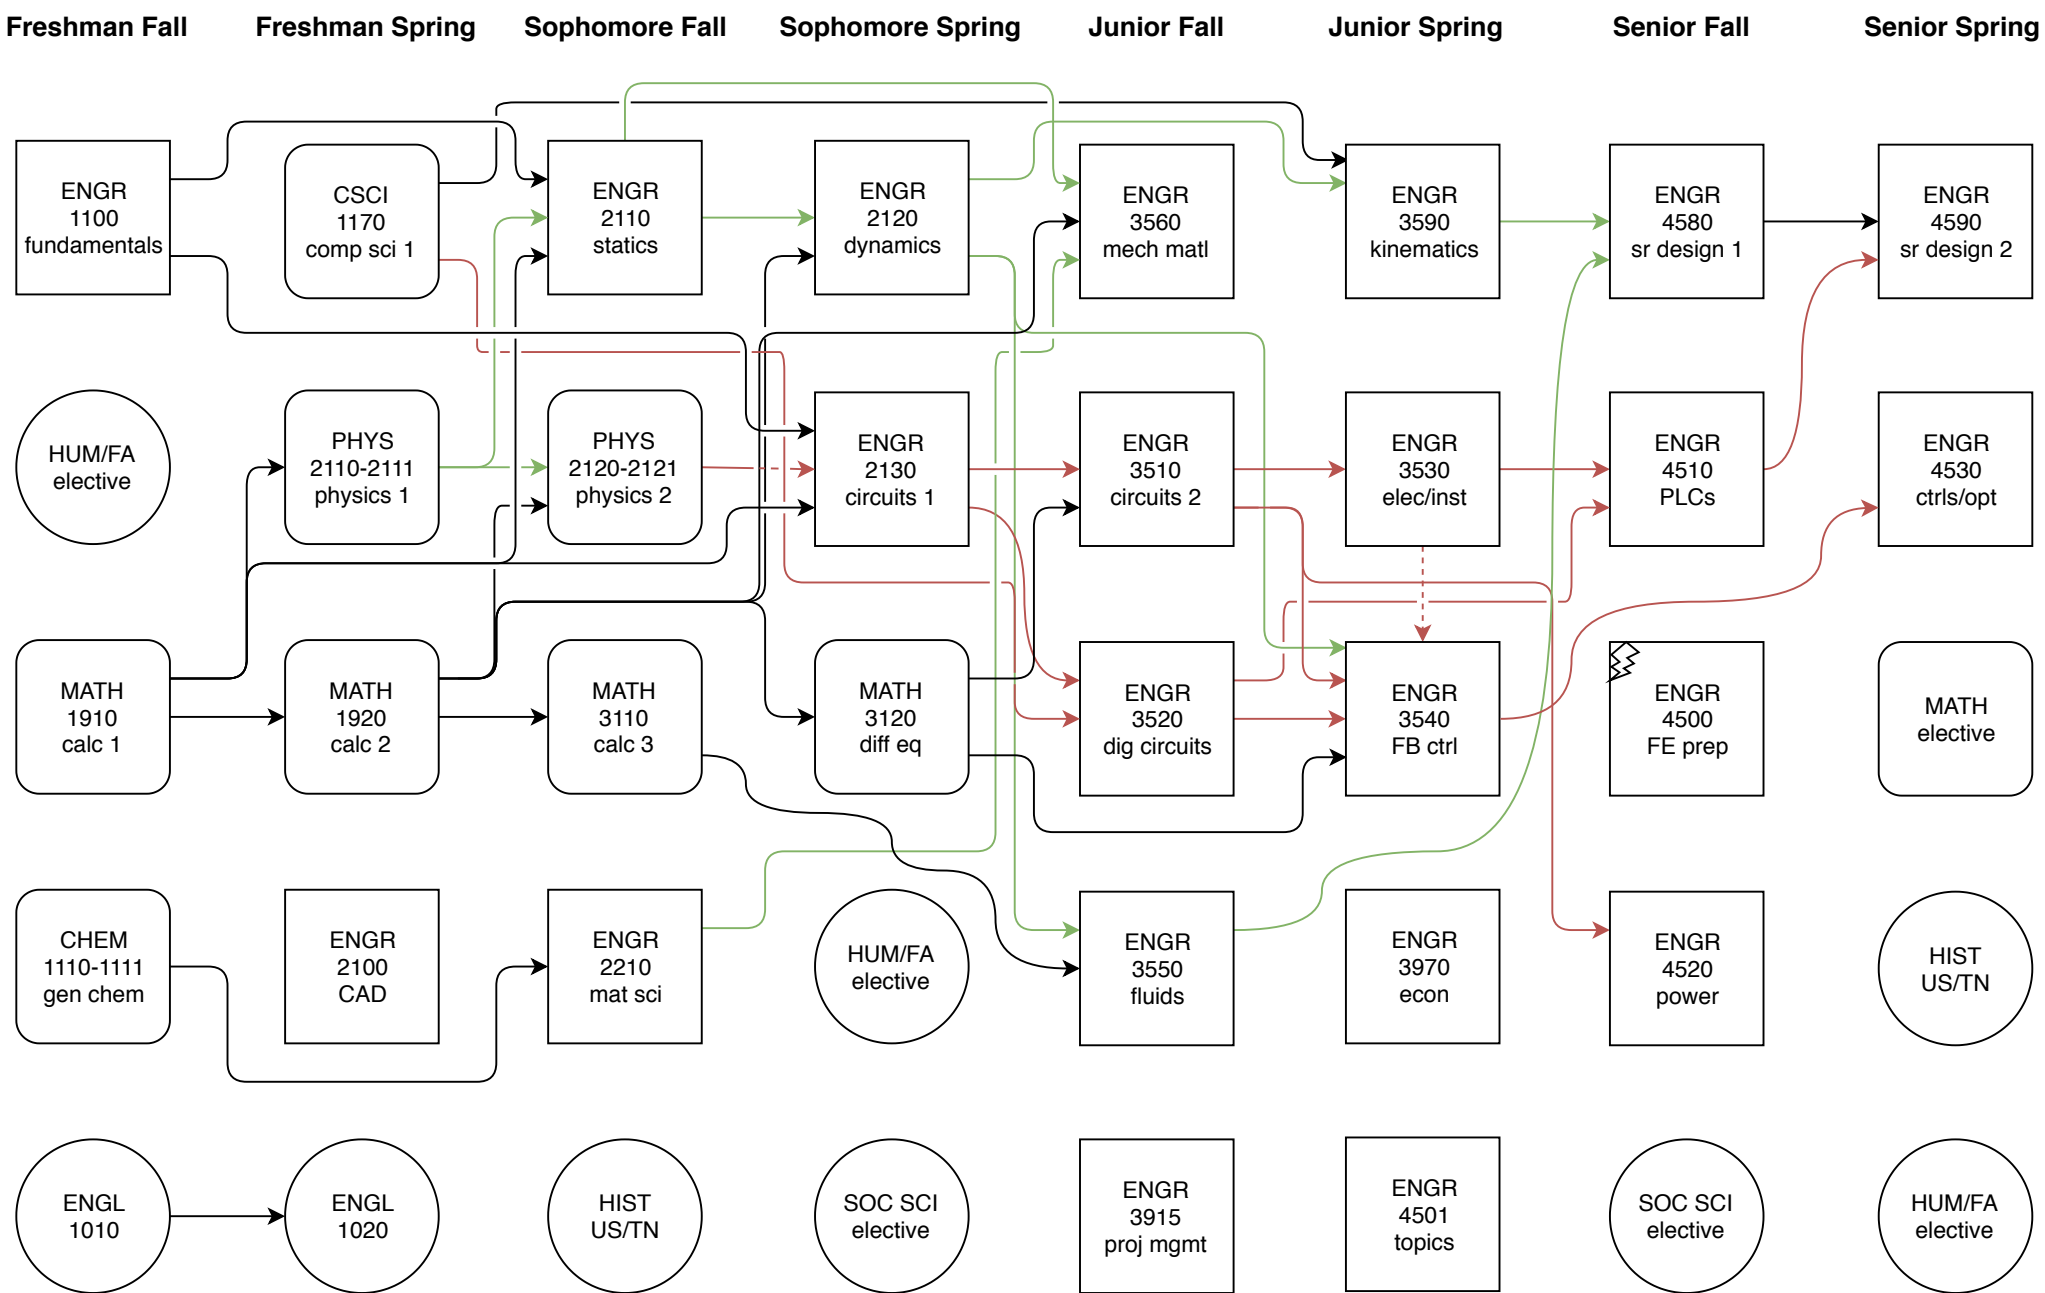 Freshman Fall
Freshman Spring
Sophomore Fall
Sophomore Spring
Junior Fall
Junior Spring
Senior Fall
Senior Spring
ENGR
1100
fundamentals
CSCI
1170
comp sci 1
ENGR
2110
statics
ENGR
2120
dynamics
ENGR
3560
mech matl
ENGR
3590
kinematics
ENGR
4580
sr design 1
ENGR
4590
sr design 2
HUM/FA
elective
PHYS
2110-2111
physics 1
PHYS
2120-2121
physics 2
ENGR
2130
circuits 1
ENGR
3510
circuits 2
ENGR
3530
elec/inst
ENGR
4510
PLCs
ENGR
4530
ctrls/opt
MATH
1910
calc 1
MATH
1920
calc 2
MATH
3110
calc 3
MATH
3120
diff eq
ENGR
3520
dig circuits
ENGR
3540
FB ctrl
ENGR
4500
FE prep
MATH
elective
CHEM
1110-1111
gen chem
ENGR
2100
CAD
ENGR
2210
mat sci
HUM/FA
elective
ENGR
3550
fluids
ENGR
3970
econ
ENGR
4520
power
HIST
US/TN
ENGL
1010
ENGL
1020
HIST
US/TN
SOC SCI
elective
ENGR
3915
proj mgmt
ENGR
4501
topics
SOC SCI
elective
HUM/FA
elective